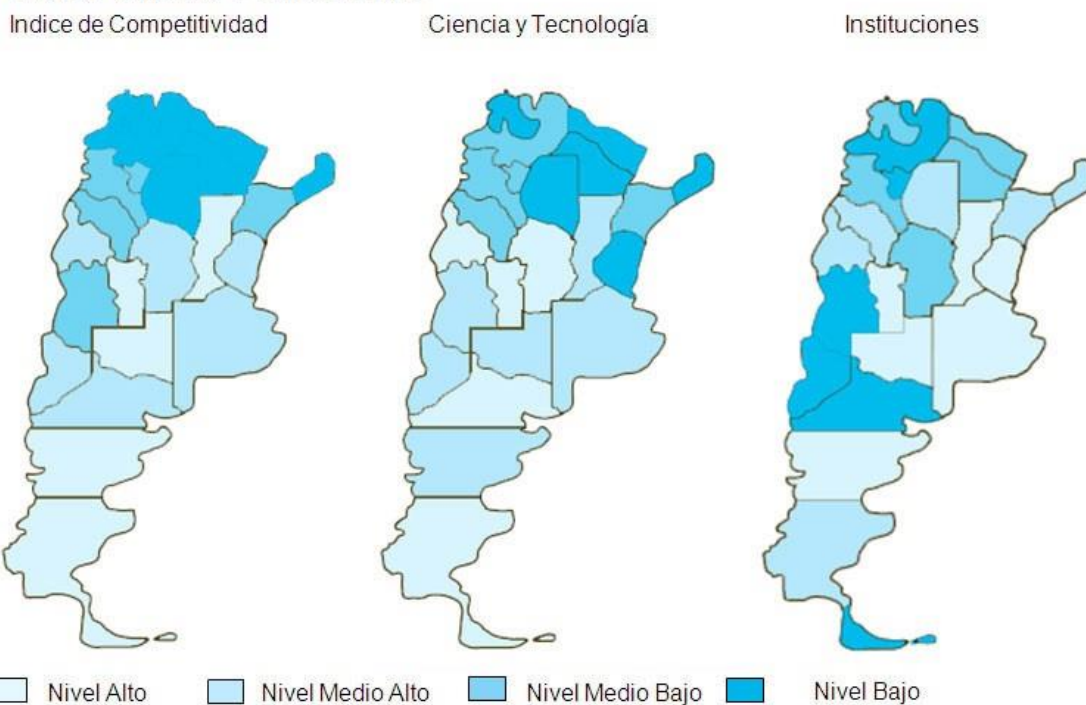 Indice de Competitividad
Ciencia y Tecnología
Instituciones
Nivel Alto
Nivel Medio Alto
Nivel Medio Bajo
Nivel Bajo